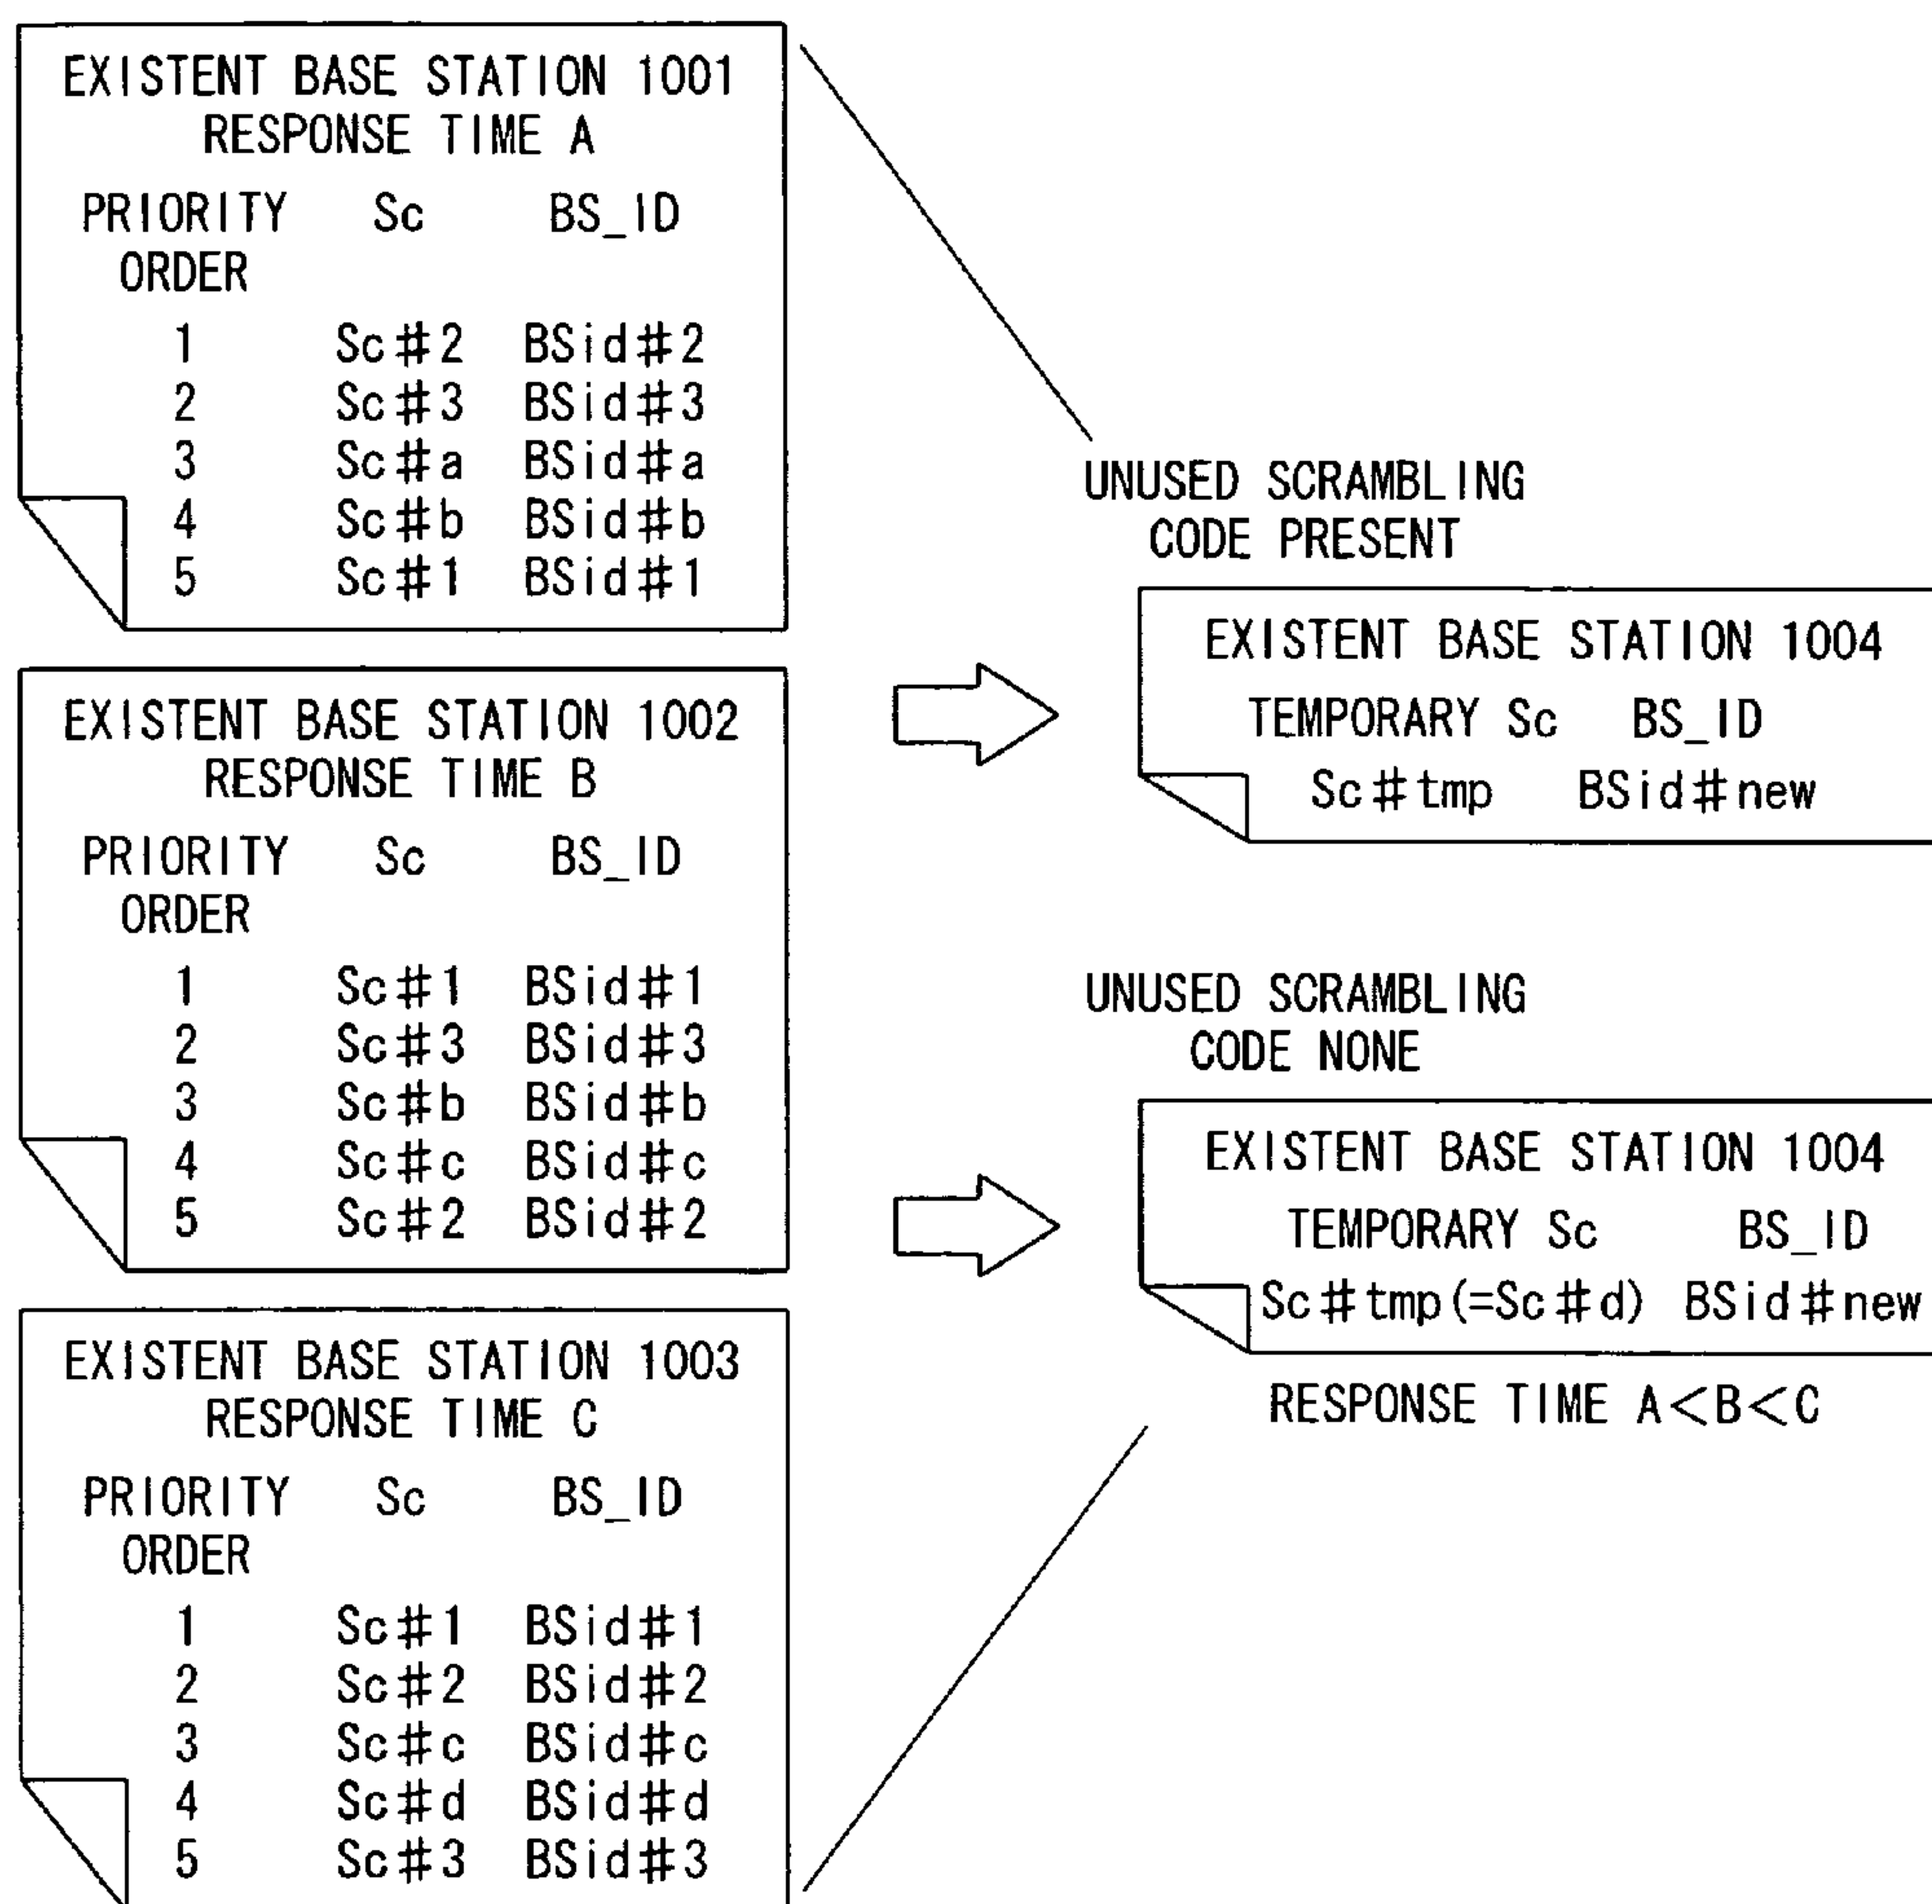 EXISTENT BASE STATION 1001
RESPONSE TIME A
PRIORITY ORDER Sc BS_ID
1 Sc#2 BSid#2
2 Sc#3 BSid#3
3 Sc#a BSid#a
4 Sc#b BSid#b
5 Sc#1 BSid#1
EXISTENT BASE STATION 1002
RESPONSE TIME B
PRIORITY ORDER Sc BS_ID
1 Sc#1 BSid#1
2 Sc#3 BSid#3
3 Sc#b BSid#b
4 Sc#c BSid#c
5 Sc#2 BSid#2
EXISTENT BASE STATION 1003
RESPONSE TIME C
PRIORITY ORDER Sc BS_ID
1 Sc#1 BSid#1
2 Sc#2 BSid#2
3 Sc#c BSid#c
4 Sc#d BSid#d
5 Sc#3 BSid#3
UNUSED SCRAMBLING
CODE PRESENT
EXISTENT BASE STATION 1004
TEMPORARY Sc BS_ID
Sc#tmp BSid#new
UNUSED SCRAMBLING
CODE NONE
EXISTENT BASE STATION 1004
TEMPORARY Sc BS_ID
Sc#tmp(=Sc#d) BSid#new
RESPONSE TIME A<B<C